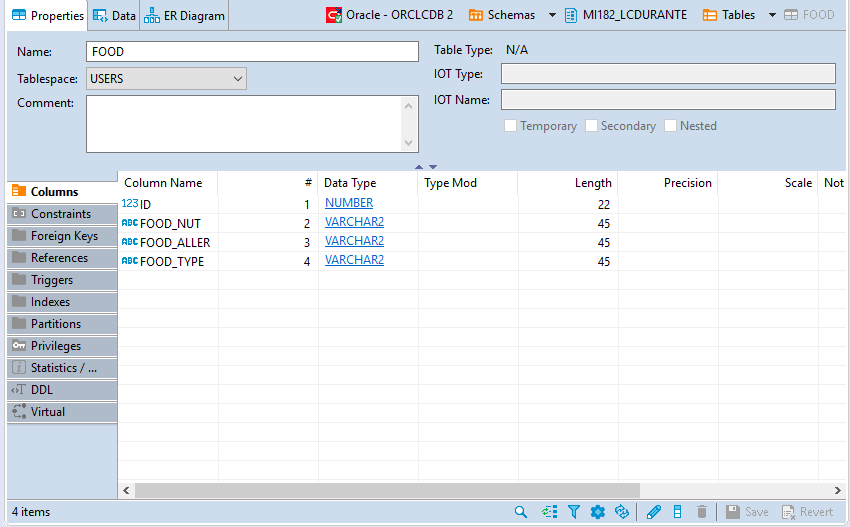 Properties Data ER Diagram Oracle - ORCLCDB 2 Schemas MI182_LCDURANTE Tables FOOD
Name: FOOD Table Type: N/A
Tablespace: USERS IOT Type:
Comment: IOT Name:
Temporary Secondary Nested
Column Name # Data Type Type Mod Length Precision Scale Not
Columns
123 ID 1 NUMBER 22
Constraints
ABC FOOD_NUT 2 VARCHAR2 45
Foreign Keys
ABC FOOD_ALLER 3 VARCHAR2 45
References
ABC FOOD_TYPE 4 VARCHAR2 45
Triggers
Indexes
Partitions
Privileges
Statistics / ...
DDL
Virtual
4 items Save Revert